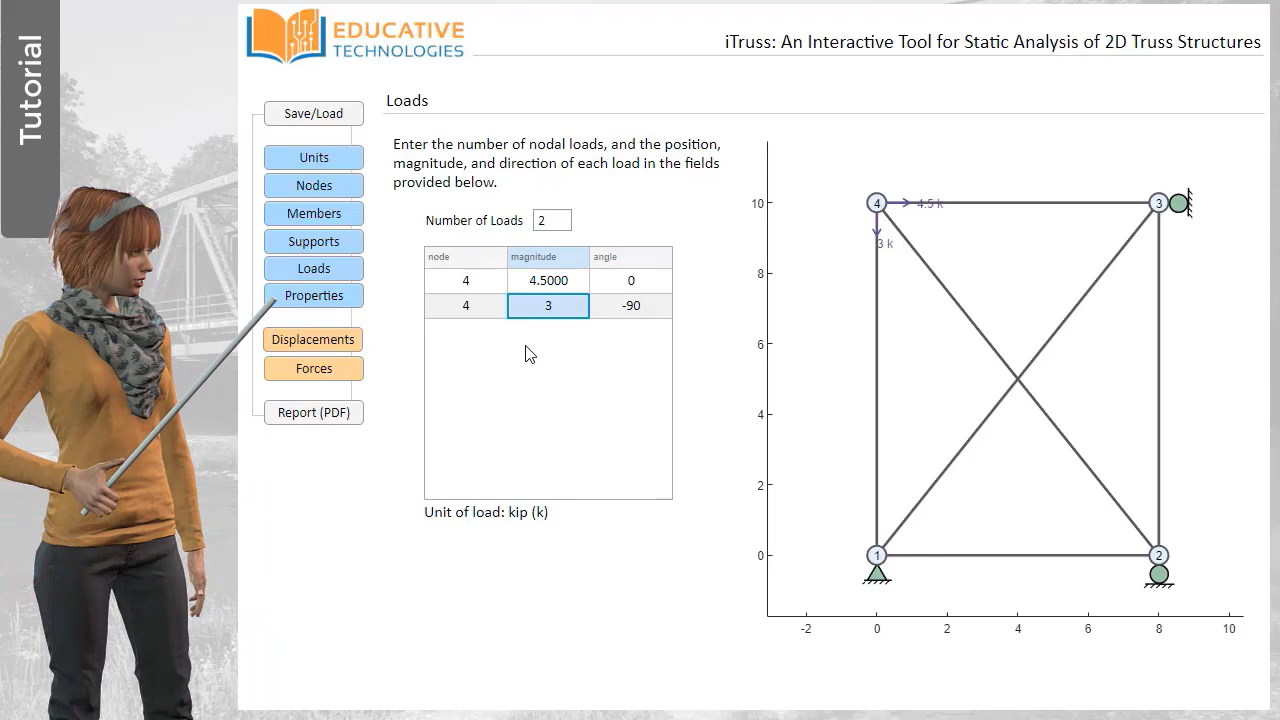 Tutorial
EDUCATIVE
TECHNOLOGIES
iTruss: An Interactive Tool for Static Analysis of 2D Truss Structures
Save/Load
Units
Nodes
Members
Supports
Loads
Properties
Displacements
Forces
Report (PDF)
Loads
Enter the number of nodal loads, and the position,
magnitude, and direction of each load in the fields
provided below.
Number of Loads 2
node magnitude angle
4 4.5000 0
4 3 -90
Unit of load: kip (k)
10
8
6
4
2
0
4 4.5 k 3
3 k
1 2
-2 0 2 4 6 8 10